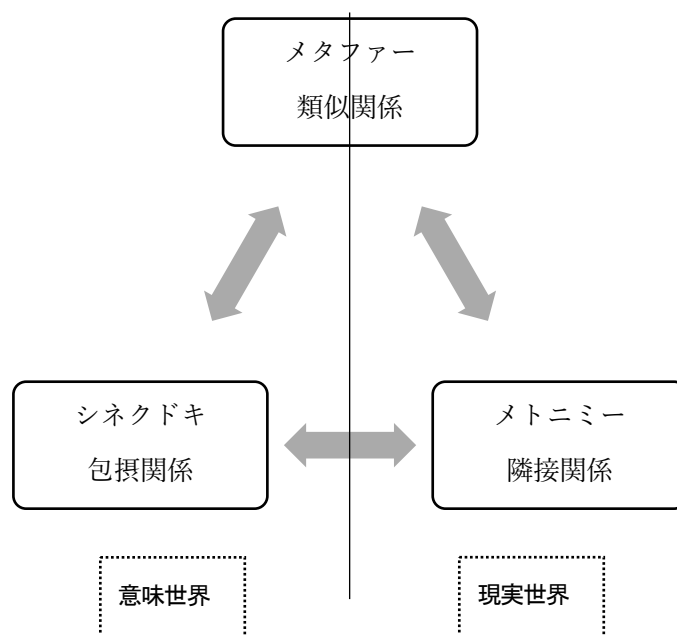 メタファー
類似関係
シネクドキ
包摂関係
メトニミー
隣接関係
意味世界
現実世界